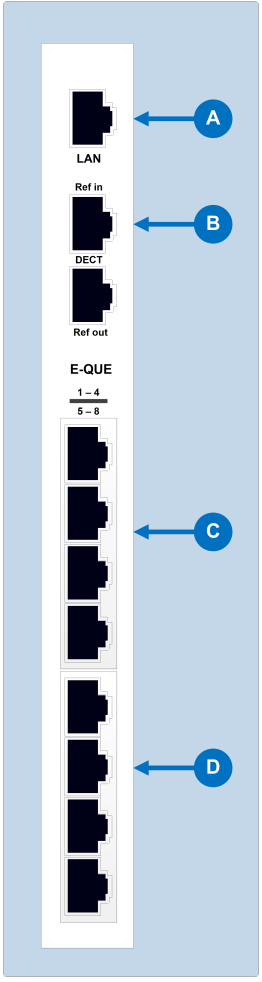 A
LAN
Ref in
B
DECT
Ref out
E-QUE
1 – 4
5 – 8
C
D